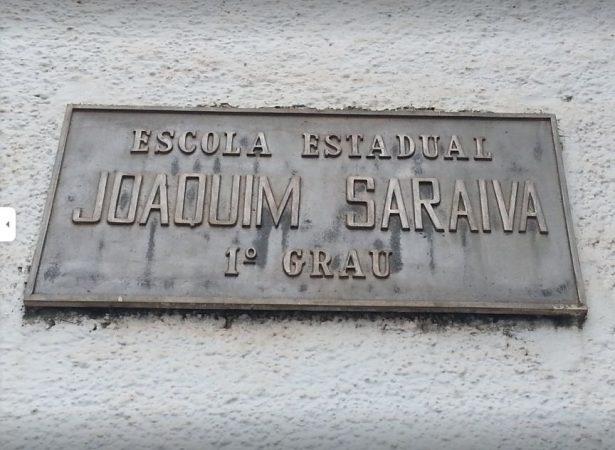 ESCOLA ESTADUAL
JOAQUIM SARAIVA
1º GRAU